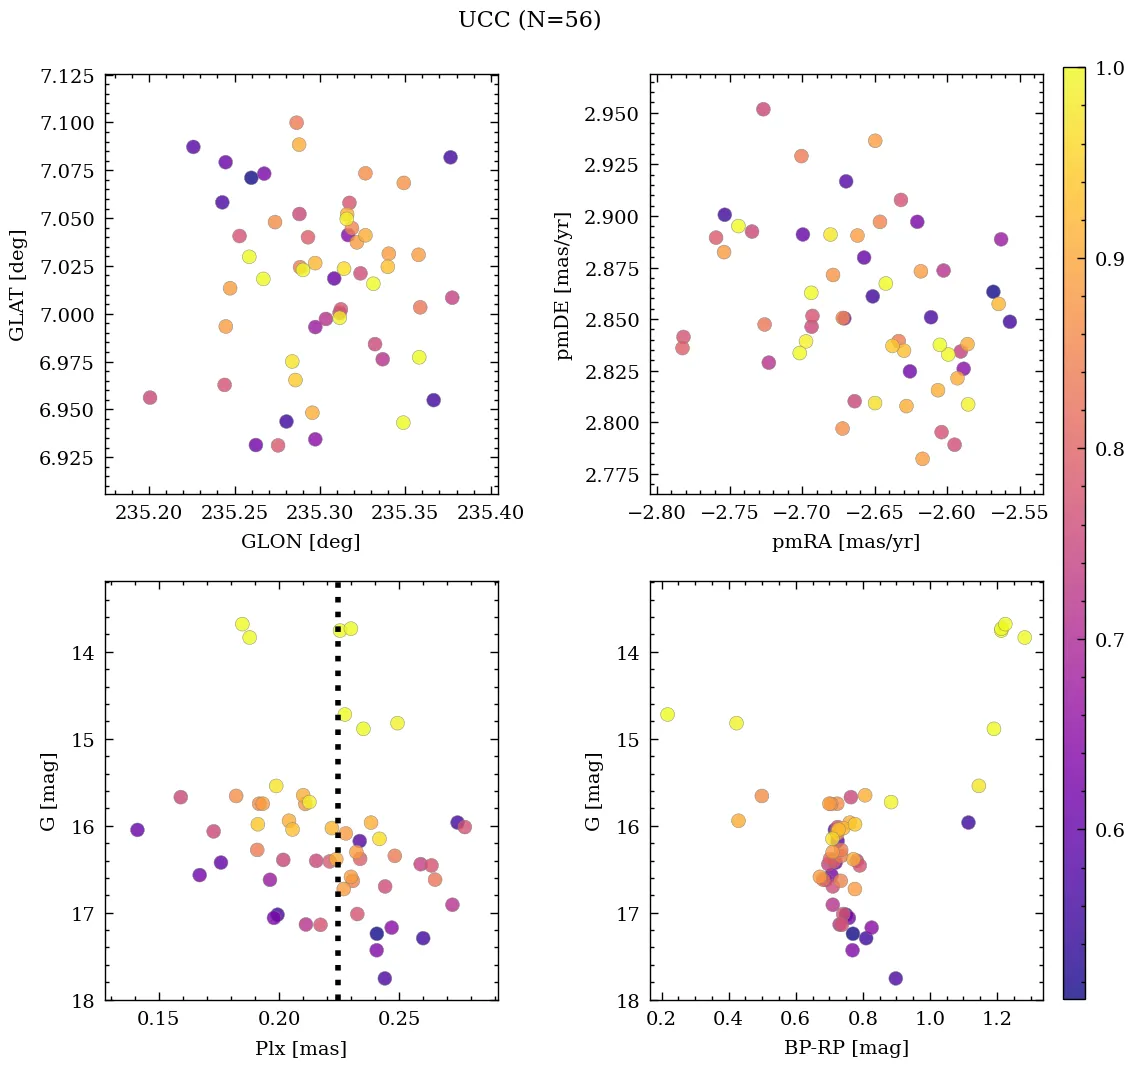 UCC (N=56)
7.125
7.100
7.075
7.050
7.025
7.000
6.975
6.950
6.925
GLAT [deg]
235.20 235.25 235.30 235.35 235.40
GLON [deg]
2.950
2.925
2.900
2.875
2.850
2.825
2.800
2.775
pmDE [mas/yr]
−2.80 −2.75 −2.70 −2.65 −2.60 −2.55
pmRA [mas/yr]
14
15
16
17
18
G [mag]
0.15 0.20 0.25
Plx [mas]
14
15
16
17
18
G [mag]
0.2 0.4 0.6 0.8 1.0 1.2
BP-RP [mag]
1.0
0.9
0.8
0.7
0.6